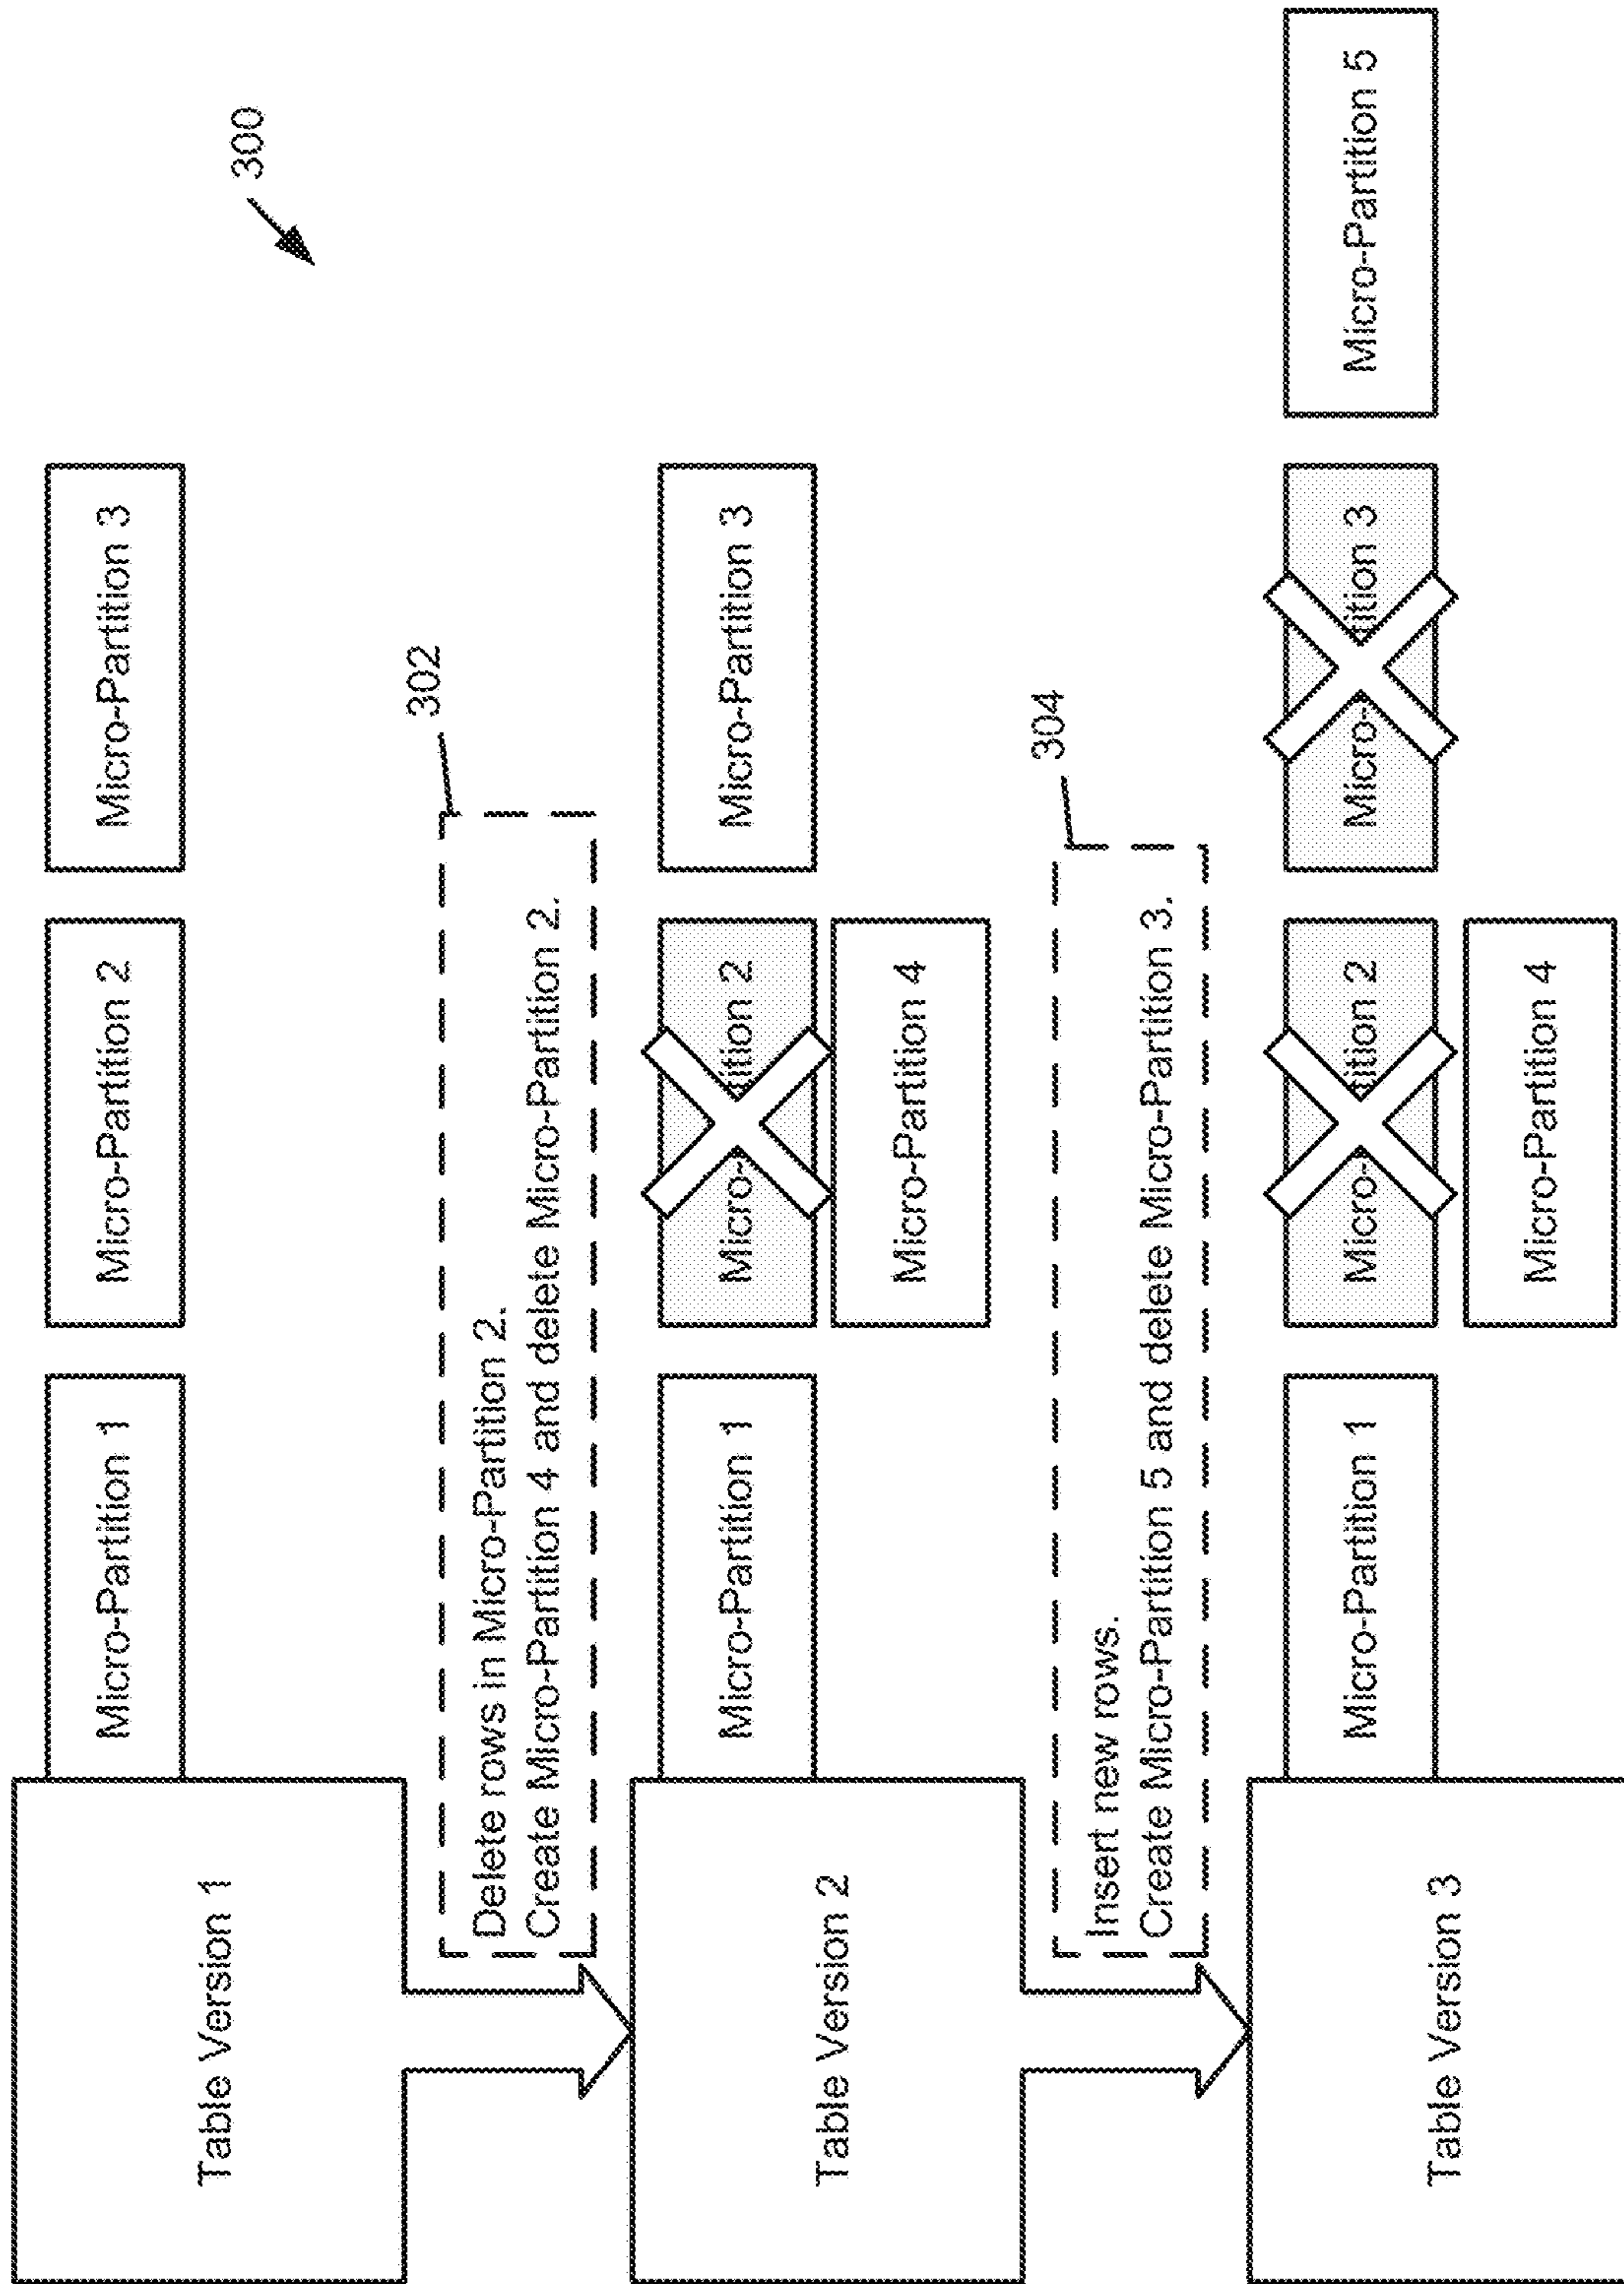 300
Table Version 1
Micro-Partition 1
Micro-Partition 2
Micro-Partition 3
302
Delete rows in Micro-Partition 2.
Create Micro-Partition 4 and delete Micro-Partition 2.
Table Version 2
Micro-Partition 1
Micro- ition 2
Micro-Partition 3
Micro-Partition 4
304
Insert new rows.
Create Micro-Partition 5 and delete Micro-Partition 3.
Table Version 3
Micro-Partition 1
Micro- tition 2
Micro- tition 3
Micro-Partition 5
Micro-Partition 4